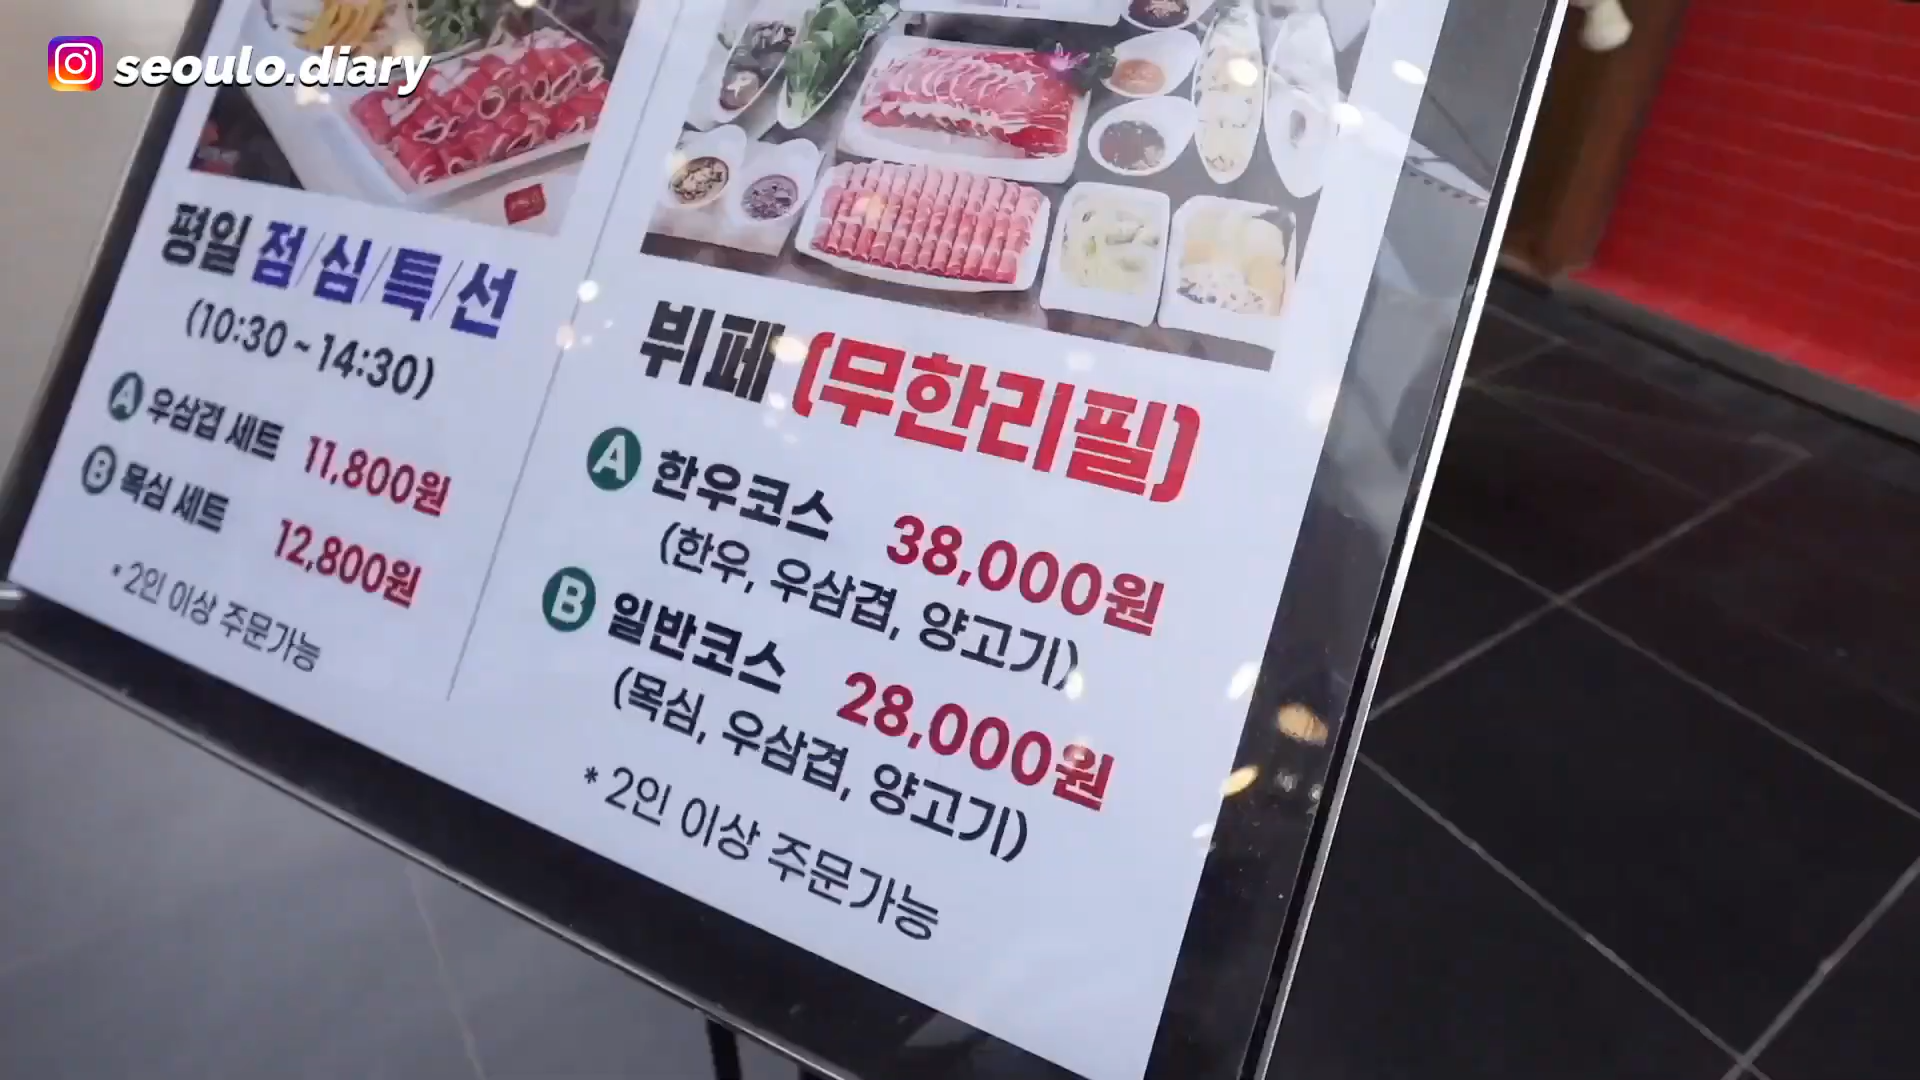 seoulo.diary
평일 점/심/특/선
(10:30 ~ 14:30)
A 우삼겹 세트 11,800원
B 목심 세트 12,800원
* 2인 이상 주문가능
뷔페 (무한리필)
A 한우코스 38,000원
(한우, 우삼겹, 양고기)
B 일반코스 28,000원
(목심, 우삼겹, 양고기)
* 2인 이상 주문가능